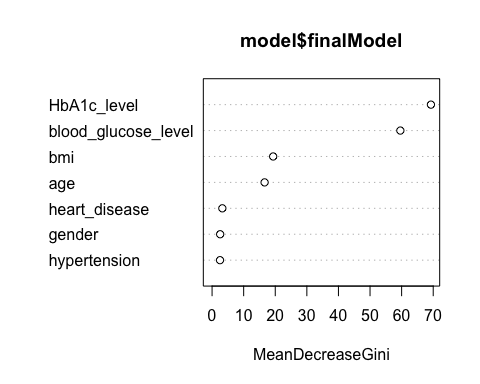 model$finalModel
HbA1c_level
blood_glucose_level
bmi
age
heart_disease
gender
hypertension
0 10 20 30 40 50 60 70
MeanDecreaseGini